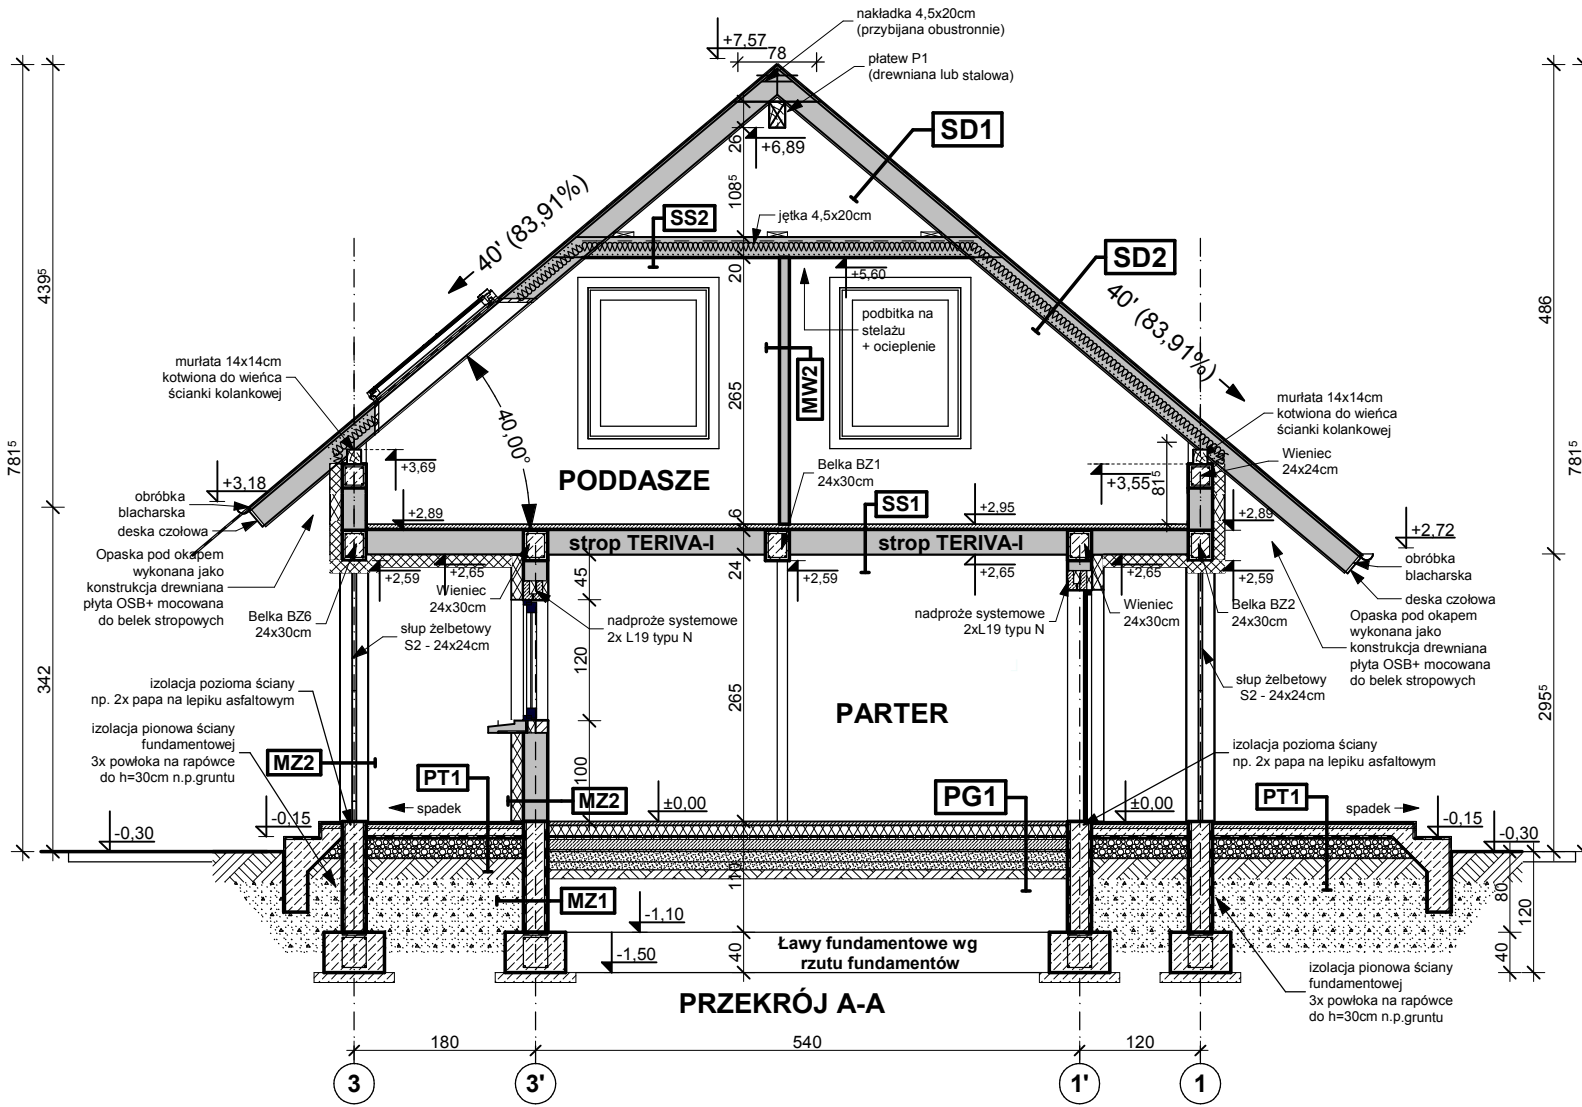 nakładka 4,5x20cm
(przybijana obustronnie)
+7,57
78
płatew P1
(drewniana lub stalowa)
SD1
26
+6,89
108⁵
40' (83,91%)
SS2
jętka 4,5x20cm
SD2
439⁵
20
+5,60
486
40' (83,91%)
podbitka na
stelażu
+ ocieplenie
murłata 14x14cm
kotwiona do wieńca
ścianki kolankowej
MW2
265
40,00°
murłata 14x14cm
kotwiona do wieńca
ścianki kolankowej
781⁵
781⁵
+3,69
Belka BZ1
24x30cm
Wieniec
24x24cm
+3,18
PODDASZE
+3,55
81⁵
obróbka
blacharska
deska czołowa
SS1
+2,89
6
+2,95
+2,89
+2,72
strop TERIVA-I
strop TERIVA-I
Opaska pod okapem
wykonana jako
konstrukcja drewniana
płyta OSB+ mocowana
do belek stropowych
+2,59
+2,65
45
24
+2,59
+2,65
+2,65
+2,59
obróbka
blacharska
deska czołowa
Wieniec
24x30cm
Belka BZ6
24x30cm
słup żelbetowy
S2 - 24x24cm
nadproże systemowe
2x L19 typu N
nadproże systemowe
2xL19 typu N
Wieniec
24x30cm
Belka BZ2
24x30cm
Opaska pod okapem
wykonana jako
konstrukcja drewniana
płyta OSB+ mocowana
do belek stropowych
120
342
izolacja pozioma ściany
np. 2x papa na lepiku asfaltowym
265
słup żelbetowy
S2 - 24x24cm
295⁵
PARTER
izolacja pionowa ściany
fundamentowej
3x powłoka na rapówce
do h=30cm n.p.gruntu
izolacja pozioma ściany
np. 2x papa na lepiku asfaltowym
MZ2
PT1
100
MZ2
PG1
PT1
spadek
±0,00
±0,00
spadek
-0,30
-0,15
-0,15
-0,30
110
MZ1
80
120
-1,10
-1,50
40
Ławy fundamentowe wg
rzutu fundamentów
40
izolacja pionowa ściany
fundamentowej
3x powłoka na rapówce
do h=30cm n.p.gruntu
PRZEKRÓJ A-A
180
540
120
3
3'
1'
1